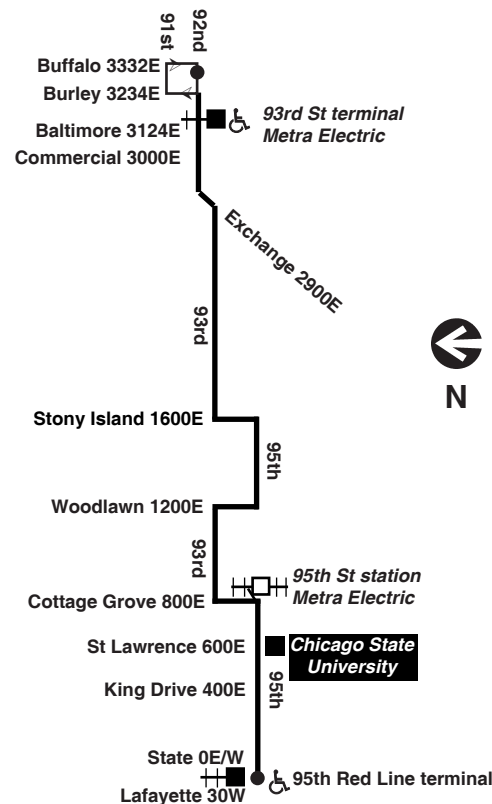 91st
92nd
Buffalo 3332E
Burley 3234E
Baltimore 3124E
Commercial 3000E
93rd St terminal
Metra Electric
Exchange 2900E
93rd
N
Stony Island 1600E
95th
Woodlawn 1200E
93rd
95th St station
Metra Electric
Cottage Grove 800E
St Lawrence 600E
Chicago State
University
95th
King Drive 400E
State 0E/W
Lafayette 30W
95th Red Line terminal